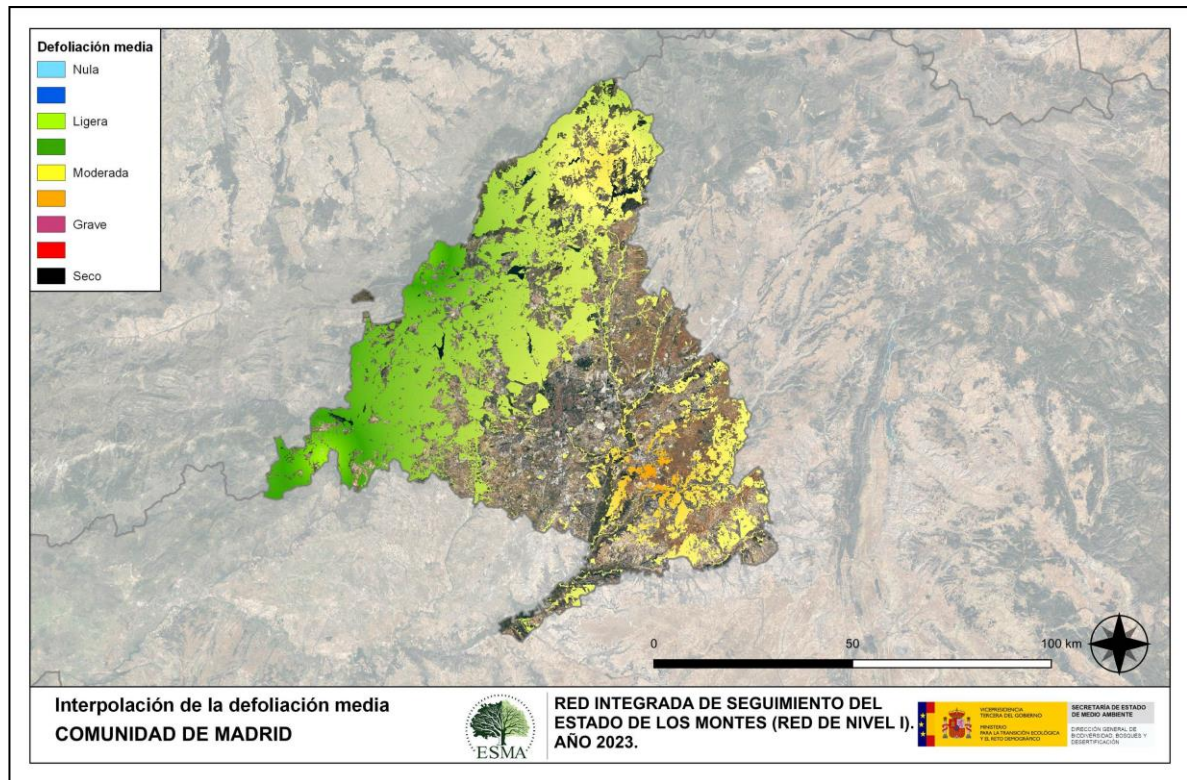 Defoliación media
Nula
Ligera
Moderada
Grave
Seco
0 50 100 km
Interpolación de la defoliación media
COMUNIDAD DE MADRID
ESMA
RED INTEGRADA DE SEGUIMIENTO DEL
ESTADO DE LOS MONTES (RED DE NIVEL I).
AÑO 2023.
VICEPRESIDENCIA
TERCERA DEL GOBIERNO
MINISTERIO
PARA LA TRANSICIÓN ECOLÓGICA
Y EL RETO DEMOGRÁFICO
SECRETARÍA DE ESTADO
DE MEDIO AMBIENTE
DIRECCIÓN GENERAL DE
BIODIVERSIDAD, BOSQUES Y
DESERTIFICACIÓN